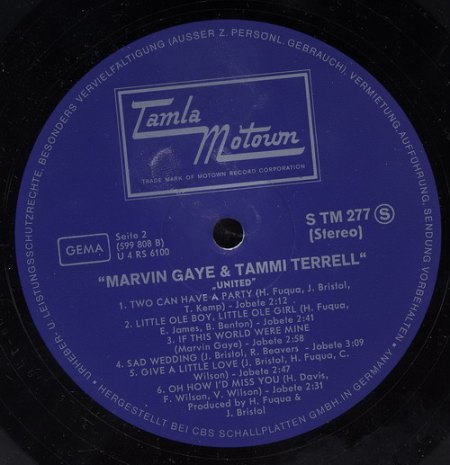 URHEBER- U. LEISTUNGSSCHUTZRECHTE, BESONDERS VERVIELFÄLTIGUNG (AUSSER Z. PERSÖNL. GEBRAUCH), VERMIETUNG, AUFFÜHRUNG, SENDUNG VORBEHALTEN
Tamla
Motown
TRADE MARK OF MOTOWN RECORD CORPORATION
GEMA
Seite 2
(599 808 B)
U 4 RS 6100
S TM 277 S
(Stereo)
"MARVIN GAYE & TAMMI TERRELL"
„UNITED"
1. TWO CAN HAVE A PARTY (H. Fuqua, J. Bristol,
T. Kemp) - Jobete 2:12
2. LITTLE OLE BOY, LITTLE OLE GIRL (H. Fuqua,
E. James, B. Benton) - Jobete 2:41
3. IF THIS WORLD WERE MINE
(Marvin Gaye) - Jobete 2:58
4. SAD WEDDING (J. Bristol, R. Beavers - Jobete 3:09
5. GIVE A LITTLE LOVE (J. Bristol, H. Fuqua, C.
Wilson) - Jobete 2:47
6. OH HOW I'D MISS YOU (H. Davis,
F. Wilson, V. Wilson) - Jobete 2:31
Produced by H. Fuqua &
J. Bristol
• HERGESTELLT BEI CBS SCHALLPLATTEN GMBH. IN GERMANY •